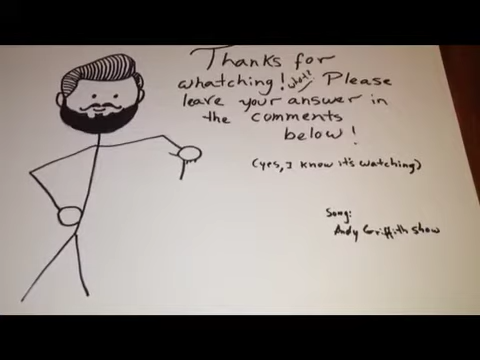 Thanks for
whatching! what? Please
leave your answer in
the comments
below!
(yes, I know it's watching)
Song:
Andy Griffith show